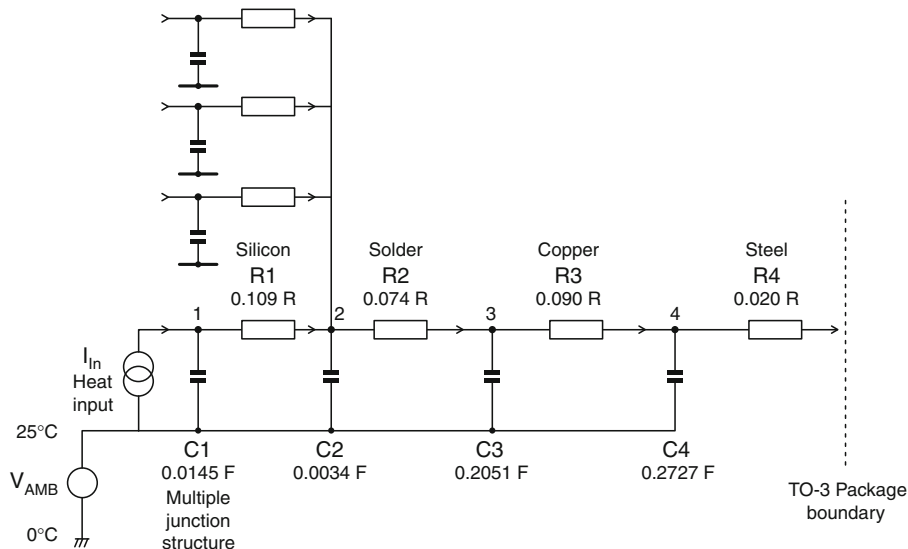 Silicon
R1
0.109 R
Solder
R2
0.074 R
Copper
R3
0.090 R
Steel
R4
0.020 R
1
2
3
4
IIn
Heat
input
25°C
VAMB
0°C
C1
0.0145 F
Multiple
junction
structure
C2
0.0034 F
C3
0.2051 F
C4
0.2727 F
TO-3 Package
boundary